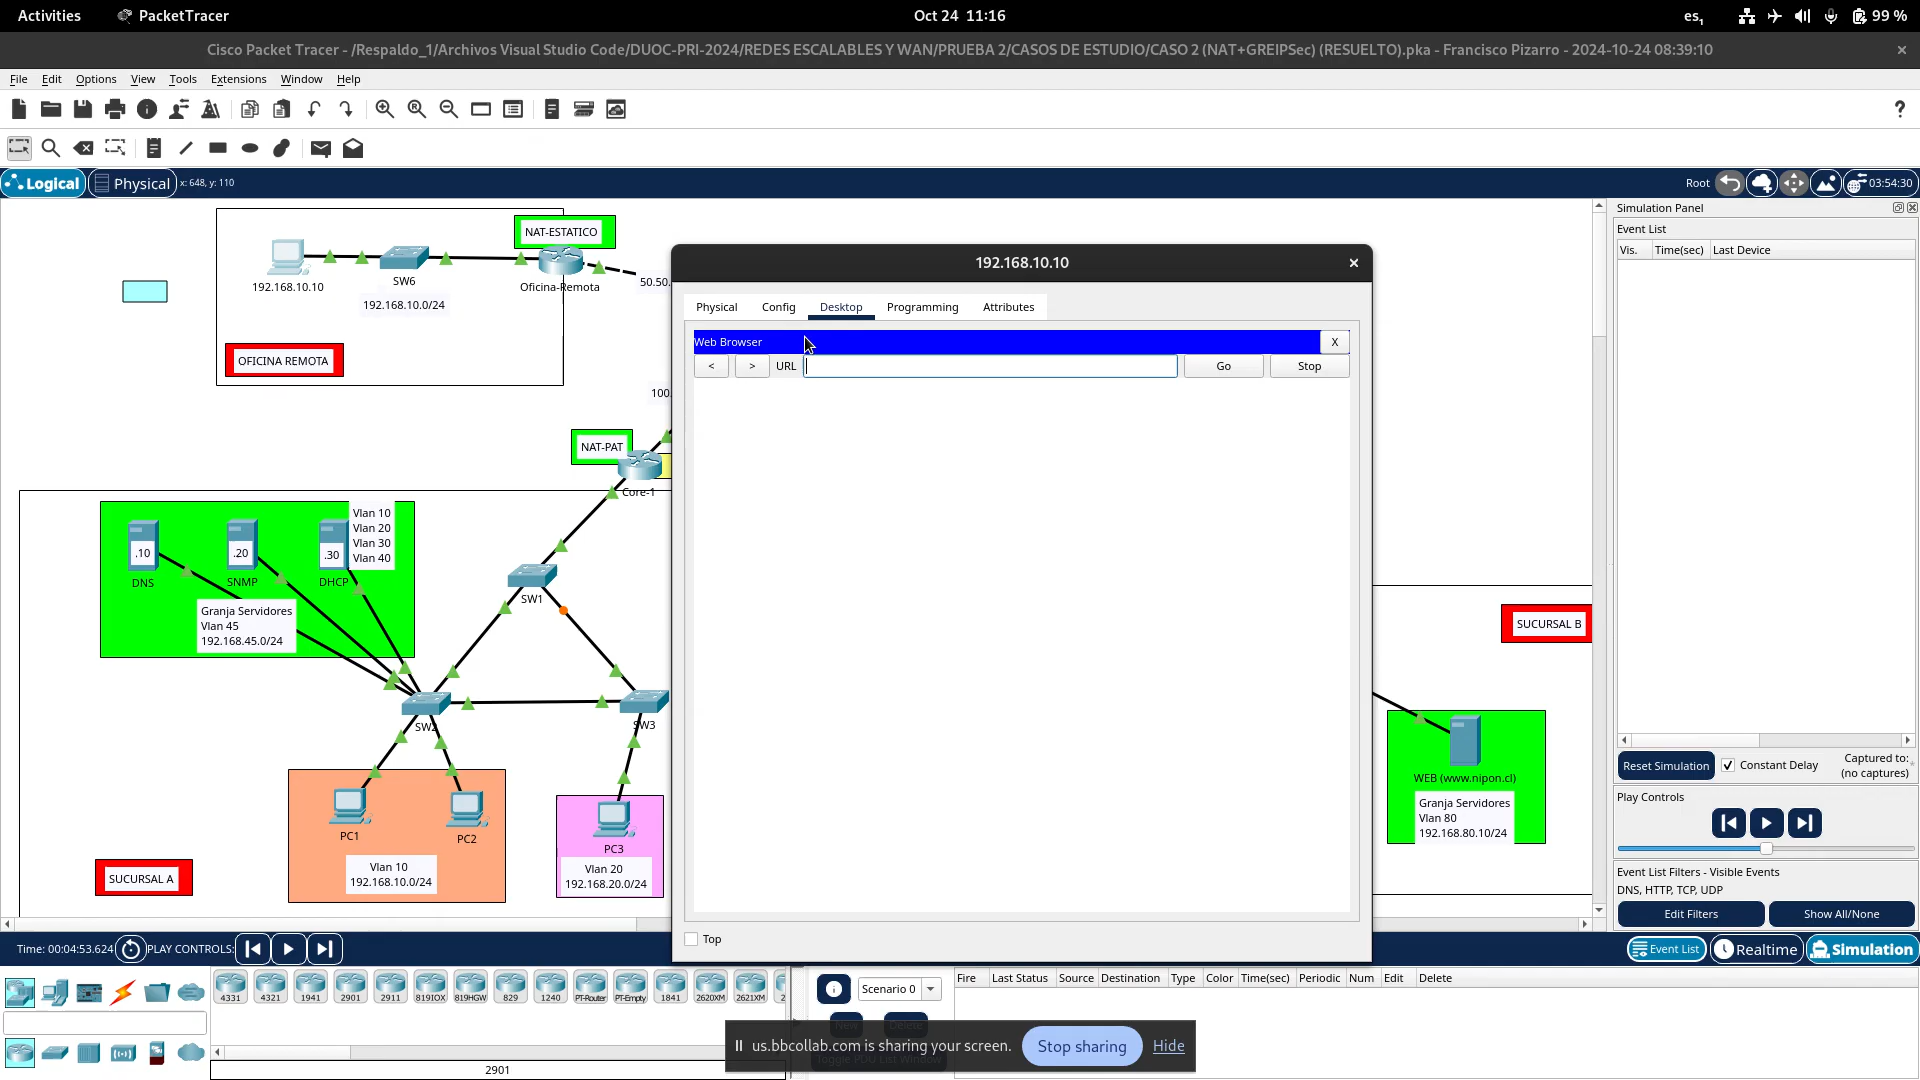 Activities
PacketTracer
Oct 24 11:16
es₁
99 %
Cisco Packet Tracer - /Respaldo_1/Archivos Visual Studio Code/DUOC-PRI-2024/REDES ESCALABLES Y WAN/PRUEBA 2/CASOS DE ESTUDIO/CASO 2 (NAT+GREIPSec) (RESUELTO).pka - Francisco Pizarro - 2024-10-24 08:39:10
File Edit Options View Tools Extensions Window Help
Logical
Physical
x: 648, y: 110
Root
03:54:30
NAT-ESTATICO
192.168.10.10
SW6
192.168.10.0/24
Oficina-Remota
50.50.
OFICINA REMOTA
100.
NAT-PAT
Core-1
Vlan 10
Vlan 20
Vlan 30
Vlan 40
.10
.20
.30
DNS
SNMP
DHCP
Granja Servidores
Vlan 45
192.168.45.0/24
SW1
SW2
SW3
PC1
PC2
Vlan 10
192.168.10.0/24
PC3
Vlan 20
192.168.20.0/24
SUCURSAL A
192.168.10.10
Physical
Config
Desktop
Programming
Attributes
Web Browser
X
<
>
URL
Go
Stop
Top
SUCURSAL B
WEB (www.nipon.cl)
Granja Servidores
Vlan 80
192.168.80.10/24
Simulation Panel
Event List
Vis. Time(sec) Last Device
Reset Simulation
Constant Delay
Captured to:
(no captures)
Play Controls
Event List Filters - Visible Events
DNS, HTTP, TCP, UDP
Edit Filters
Show All/None
Time: 00:04:53.624
PLAY CONTROLS:
Event List
Realtime
Simulation
4331
4321
1941
2901
2911
819IOX
819HGW
829
1240
PT-Router
PT-Empty
1841
2620XM
2621XM
2
2901
Scenario 0
New
Delete
Toggle PDU List Window
Fire Last Status Source Destination Type Color Time(sec) Periodic Num Edit Delete
us.bbcollab.com is sharing your screen.
Stop sharing
Hide